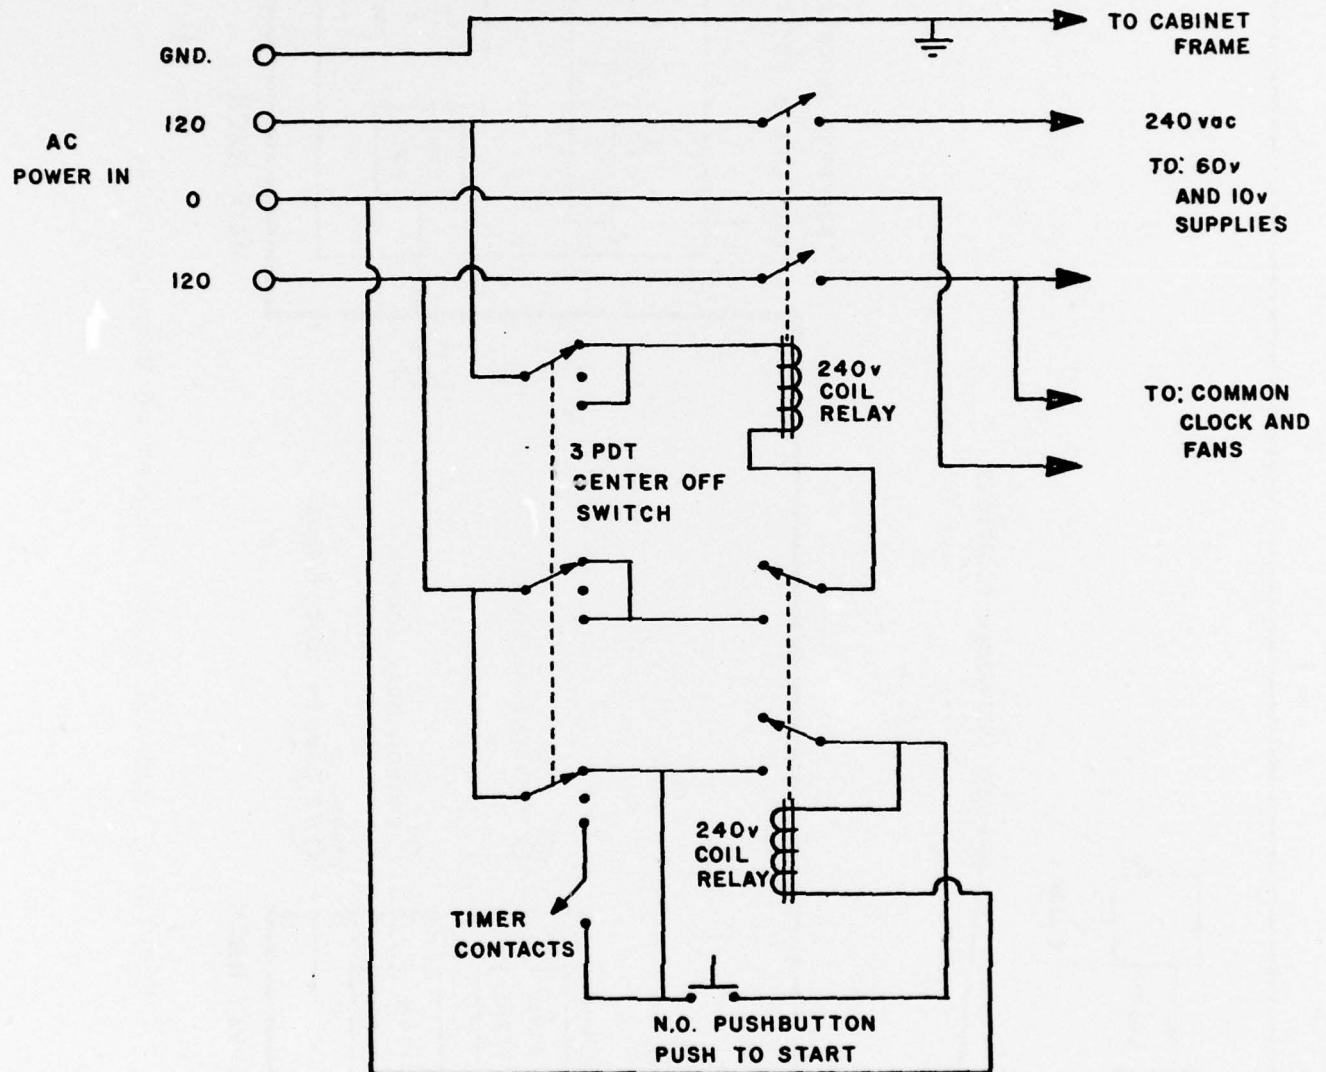 GND.
TO CABINET
FRAME
AC
POWER IN
120
240 vac
TO: 60v
AND 10v
SUPPLIES
0
120
240v
COIL
RELAY
TO: COMMON
CLOCK AND
FANS
3 PDT
CENTER OFF
SWITCH
240v
COIL
RELAY
TIMER
CONTACTS
N.O. PUSHBUTTON
PUSH TO START